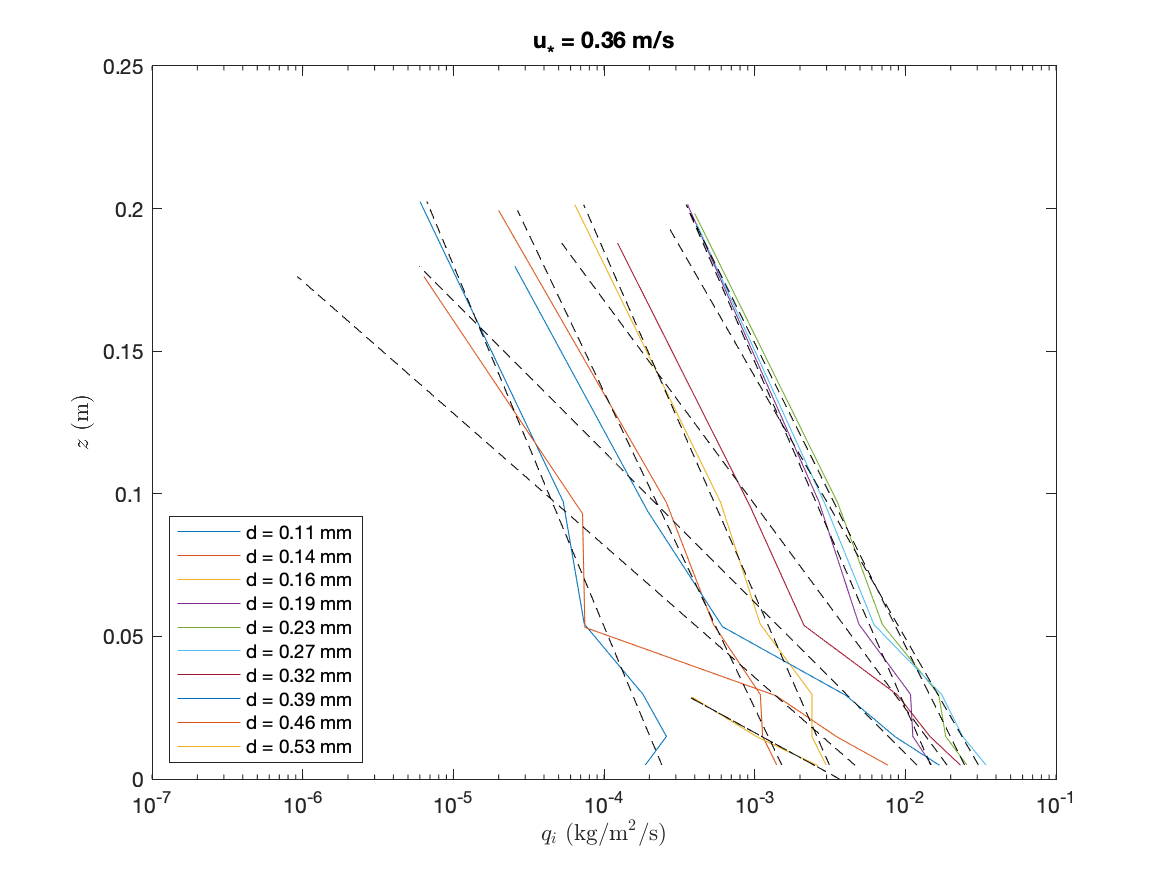 u* = 0.36 m/s
0.25
0.2
0.15
0.1
0.05
0
z (m)
d = 0.11 mm
d = 0.14 mm
d = 0.16 mm
d = 0.19 mm
d = 0.23 mm
d = 0.27 mm
d = 0.32 mm
d = 0.39 mm
d = 0.46 mm
d = 0.53 mm
10⁻⁷ 10⁻⁶ 10⁻⁵ 10⁻⁴ 10⁻³ 10⁻² 10⁻¹
qᵢ (kg/m²/s)